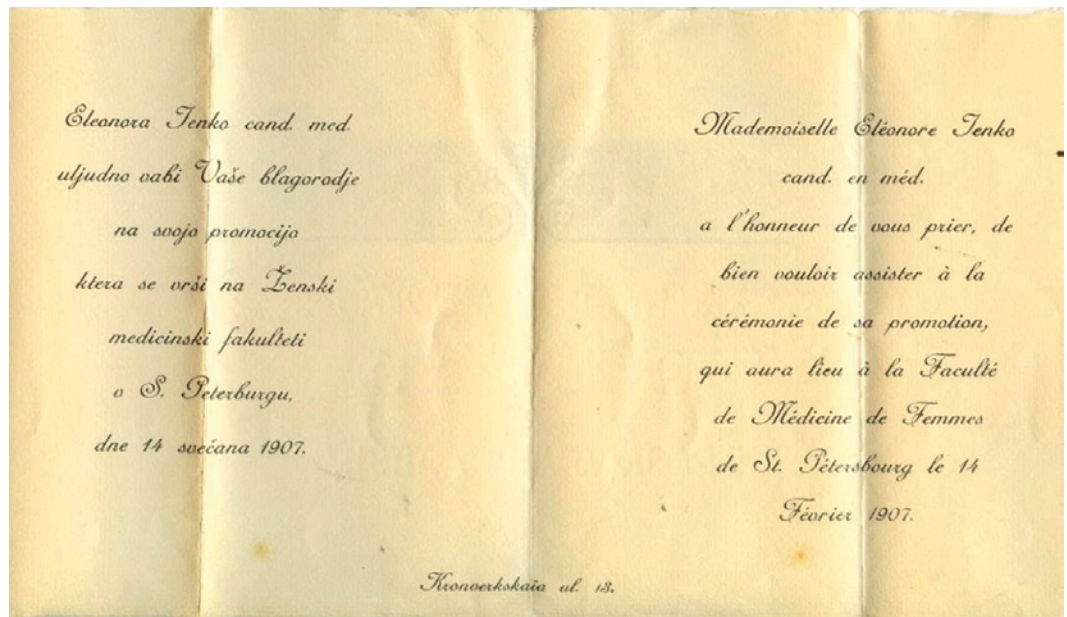 Eleonora Jenko cand. med.
uljudno vabi Vaše blagorodje
na svojo promocijo
ktera se vrši na Ženski
medicinski fakulteti
v S. Peterburgu,
dne 14 svečana 1907.
Mademoiselle Eléonore Jenko
cand. en méd.
a l'honneur de vous prier, de
bien vouloir assister à la
cérémonie de sa promotion,
qui aura lieu à la Faculté
de Médicine de Femmes
de St. Pétersbourg le 14
Février 1907.
Kronverkskaïa ul. 13.